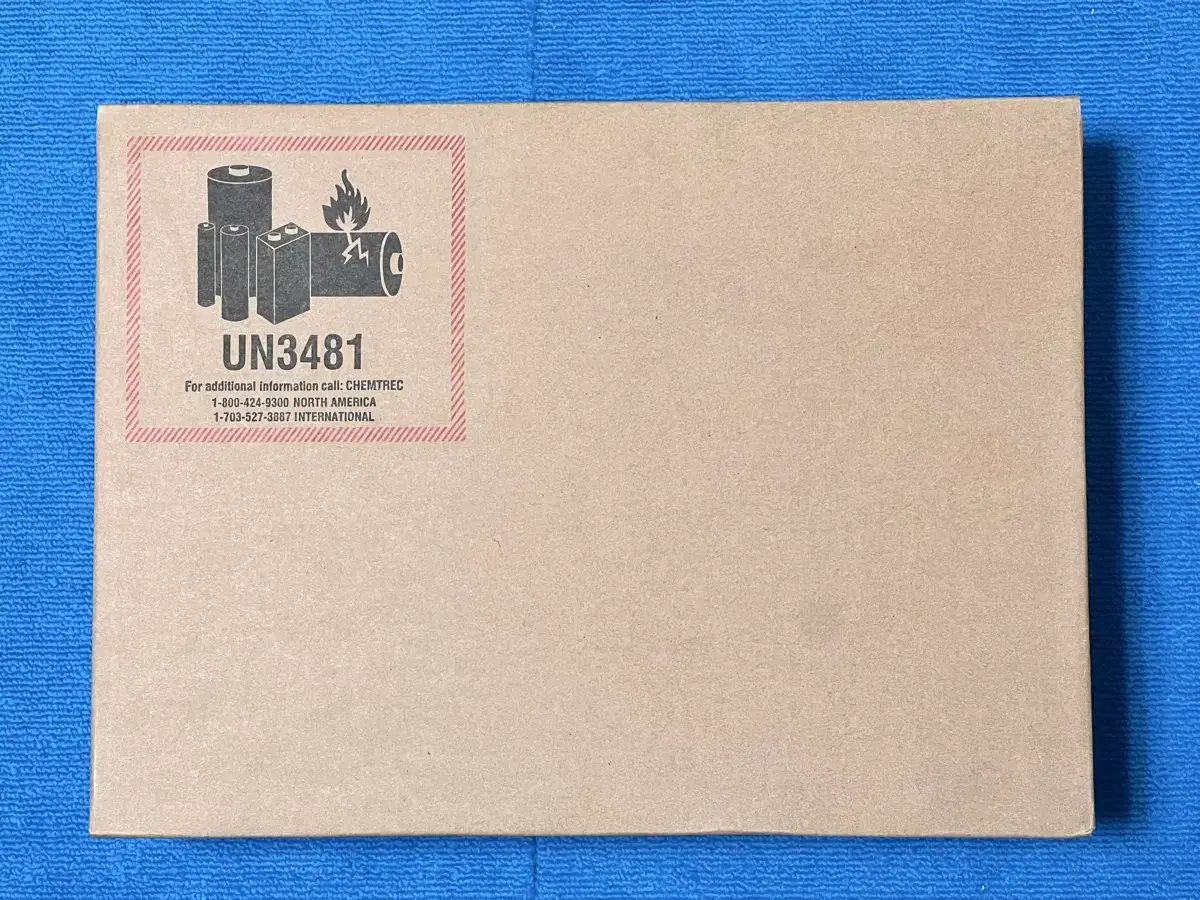 UN3481
For additional information call: CHEMTREC
1-800-424-9300 NORTH AMERICA
1-703-527-3887 INTERNATIONAL